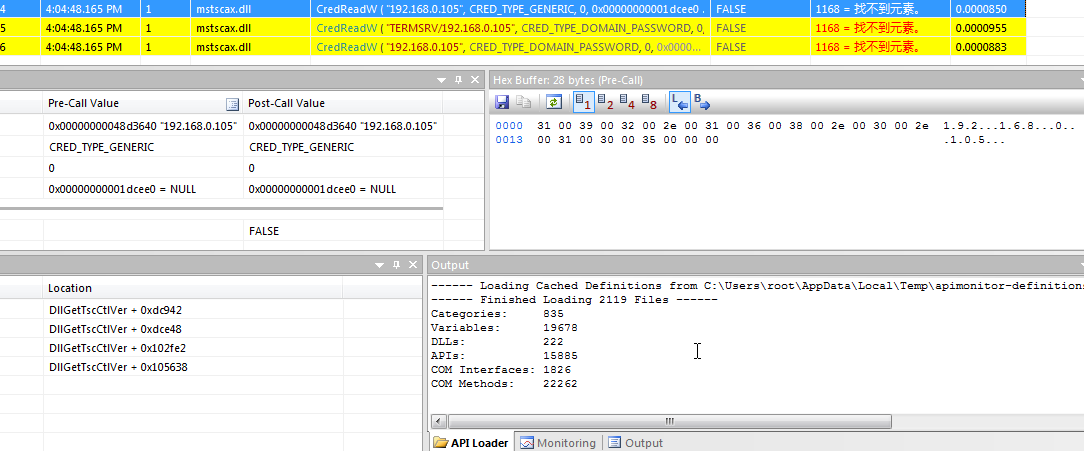 4 4:04:48.165 PM 1 mstscax.dll CredReadW ( "192.168.0.105", CRED_TYPE_GENERIC, 0, 0x00000000001dcee0 . FALSE 1168 = 找不到元素。 0.0000850
5 4:04:48.165 PM 1 mstscax.dll CredReadW ( "TERMSRV/192.168.0.105", CRED_TYPE_DOMAIN_PASSWORD, 0, FALSE 1168 = 找不到元素。 0.0000955
6 4:04:48.165 PM 1 mstscax.dll CredReadW ( "192.168.0.105", CRED_TYPE_DOMAIN_PASSWORD, 0, 0x0000... FALSE 1168 = 找不到元素。 0.0000883
Pre-Call Value Post-Call Value
0x00000000048d3640 "192.168.0.105" 0x00000000048d3640 "192.168.0.105"
CRED_TYPE_GENERIC CRED_TYPE_GENERIC
0 0
0x00000000001dcee0 = NULL 0x00000000001dcee0 = NULL
FALSE
Hex Buffer: 28 bytes (Pre-Call)
1 2 4 8 L B
0000 31 00 39 00 32 00 2e 00 31 00 36 00 38 00 2e 00 30 00 2e 1.9.2...1.6.8...0..
0013 00 31 00 30 00 35 00 00 00 .1.0.5...
Location
DllGetTscCtlVer + 0xdc942
DllGetTscCtlVer + 0xdce48
DllGetTscCtlVer + 0x102fe2
DllGetTscCtlVer + 0x105638
Output
------ Loading Cached Definitions from C:\Users\root\AppData\Local\Temp\apimonitor-definitions
------ Finished Loading 2119 Files ------
Categories: 835
Variables: 19678
DLLs: 222
APIs: 15885
COM Interfaces: 1826
COM Methods: 22262
API Loader Monitoring Output